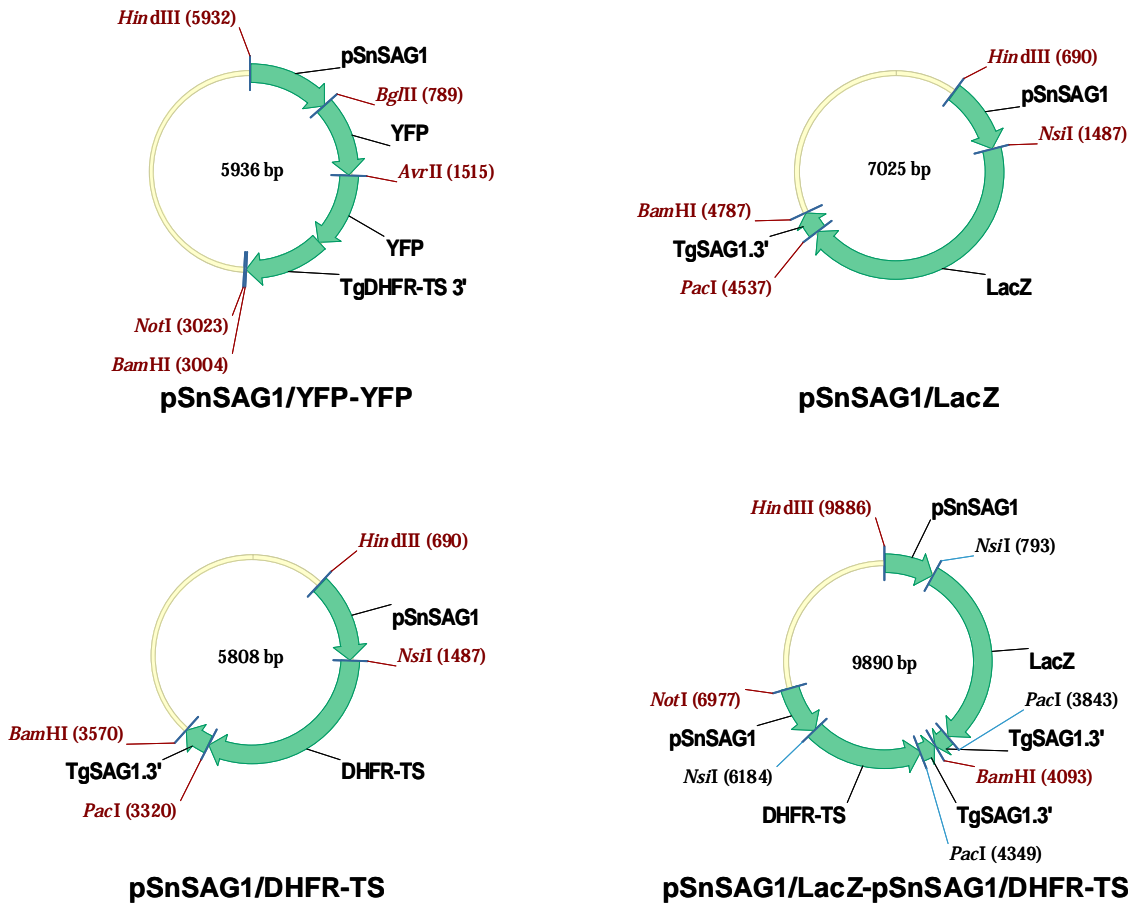 HindIII (5932)
pSnSAG1
BglII (789)
YFP
5936 bp
AvrII (1515)
YFP
TgDHFR-TS 3'
NotI (3023)
BamHI (3004)
pSnSAG1/YFP-YFP
HindIII (690)
pSnSAG1
NsiI (1487)
7025 bp
BamHI (4787)
TgSAG1.3'
PacI (4537)
LacZ
pSnSAG1/LacZ
HindIII (690)
pSnSAG1
5808 bp
NsiI (1487)
BamHI (3570)
TgSAG1.3'
DHFR-TS
PacI (3320)
pSnSAG1/DHFR-TS
HindIII (9886)
pSnSAG1
NsiI (793)
9890 bp
LacZ
NotI (6977)
PacI (3843)
pSnSAG1
TgSAG1.3'
NsiI (6184)
BamHI (4093)
DHFR-TS
TgSAG1.3'
PacI (4349)
pSnSAG1/LacZ-pSnSAG1/DHFR-TS